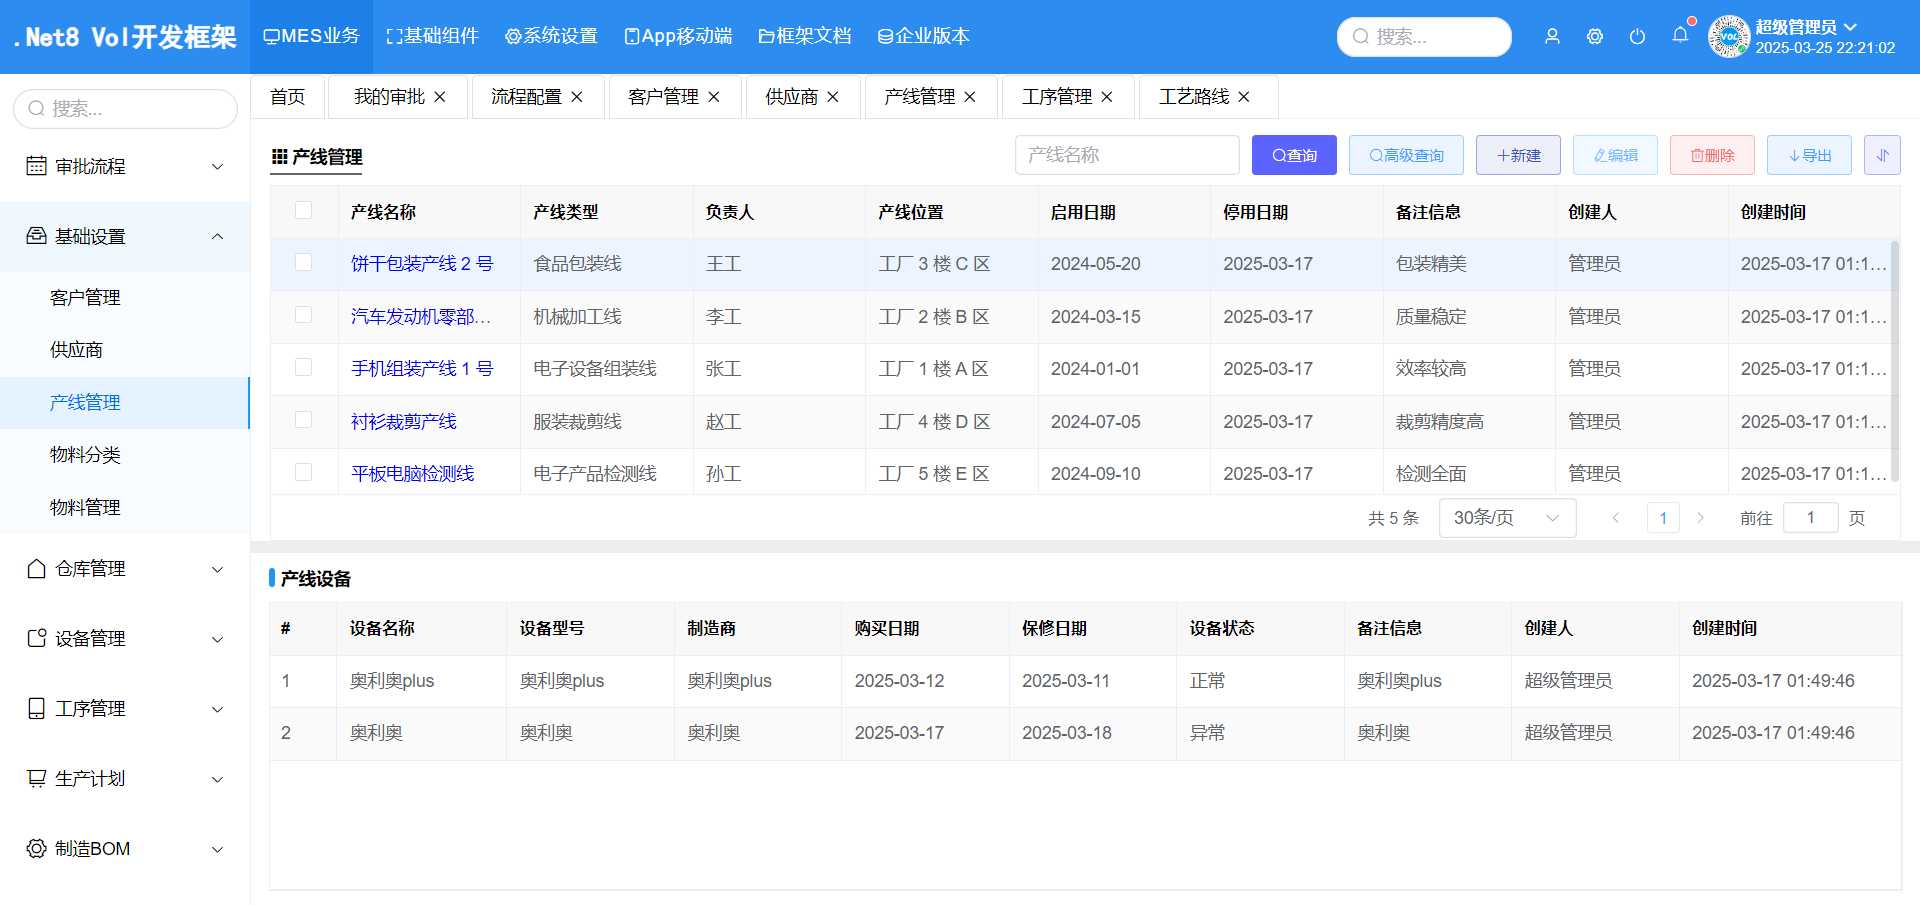 .Net8 Vol开发框架 MES业务 基础组件 系统设置 App移动端 框架文档 企业版本 搜索... VOL 超级管理员
2025-03-25 22:21:02
搜索...
首页 我的审批 流程配置 客户管理 供应商 产线管理 工序管理 工艺路线
审批流程
基础设置
客户管理
供应商
产线管理
物料分类
物料管理
仓库管理
设备管理
工序管理
生产计划
制造BOM
产线管理 产线名称 查询 高级查询 新建 编辑 删除 导出
产线名称 产线类型 负责人 产线位置 启用日期 停用日期 备注信息 创建人 创建时间
饼干包装产线 2 号 食品包装线 王工 工厂 3 楼 C 区 2024-05-20 2025-03-17 包装精美 管理员 2025-03-17 01:1...
汽车发动机零部... 机械加工线 李工 工厂 2 楼 B 区 2024-03-15 2025-03-17 质量稳定 管理员 2025-03-17 01:1...
手机组装产线 1 号 电子设备组装线 张工 工厂 1 楼 A 区 2024-01-01 2025-03-17 效率较高 管理员 2025-03-17 01:1...
衬衫裁剪产线 服装裁剪线 赵工 工厂 4 楼 D 区 2024-07-05 2025-03-17 裁剪精度高 管理员 2025-03-17 01:1...
平板电脑检测线 电子产品检测线 孙工 工厂 5 楼 E 区 2024-09-10 2025-03-17 检测全面 管理员 2025-03-17 01:1...
共 5 条 30条/页 1 前往 1 页
产线设备
# 设备名称 设备型号 制造商 购买日期 保修日期 设备状态 备注信息 创建人 创建时间
1 奥利奥plus 奥利奥plus 奥利奥plus 2025-03-12 2025-03-11 正常 奥利奥plus 超级管理员 2025-03-17 01:49:46
2 奥利奥 奥利奥 奥利奥 2025-03-17 2025-03-18 异常 奥利奥 超级管理员 2025-03-17 01:49:46